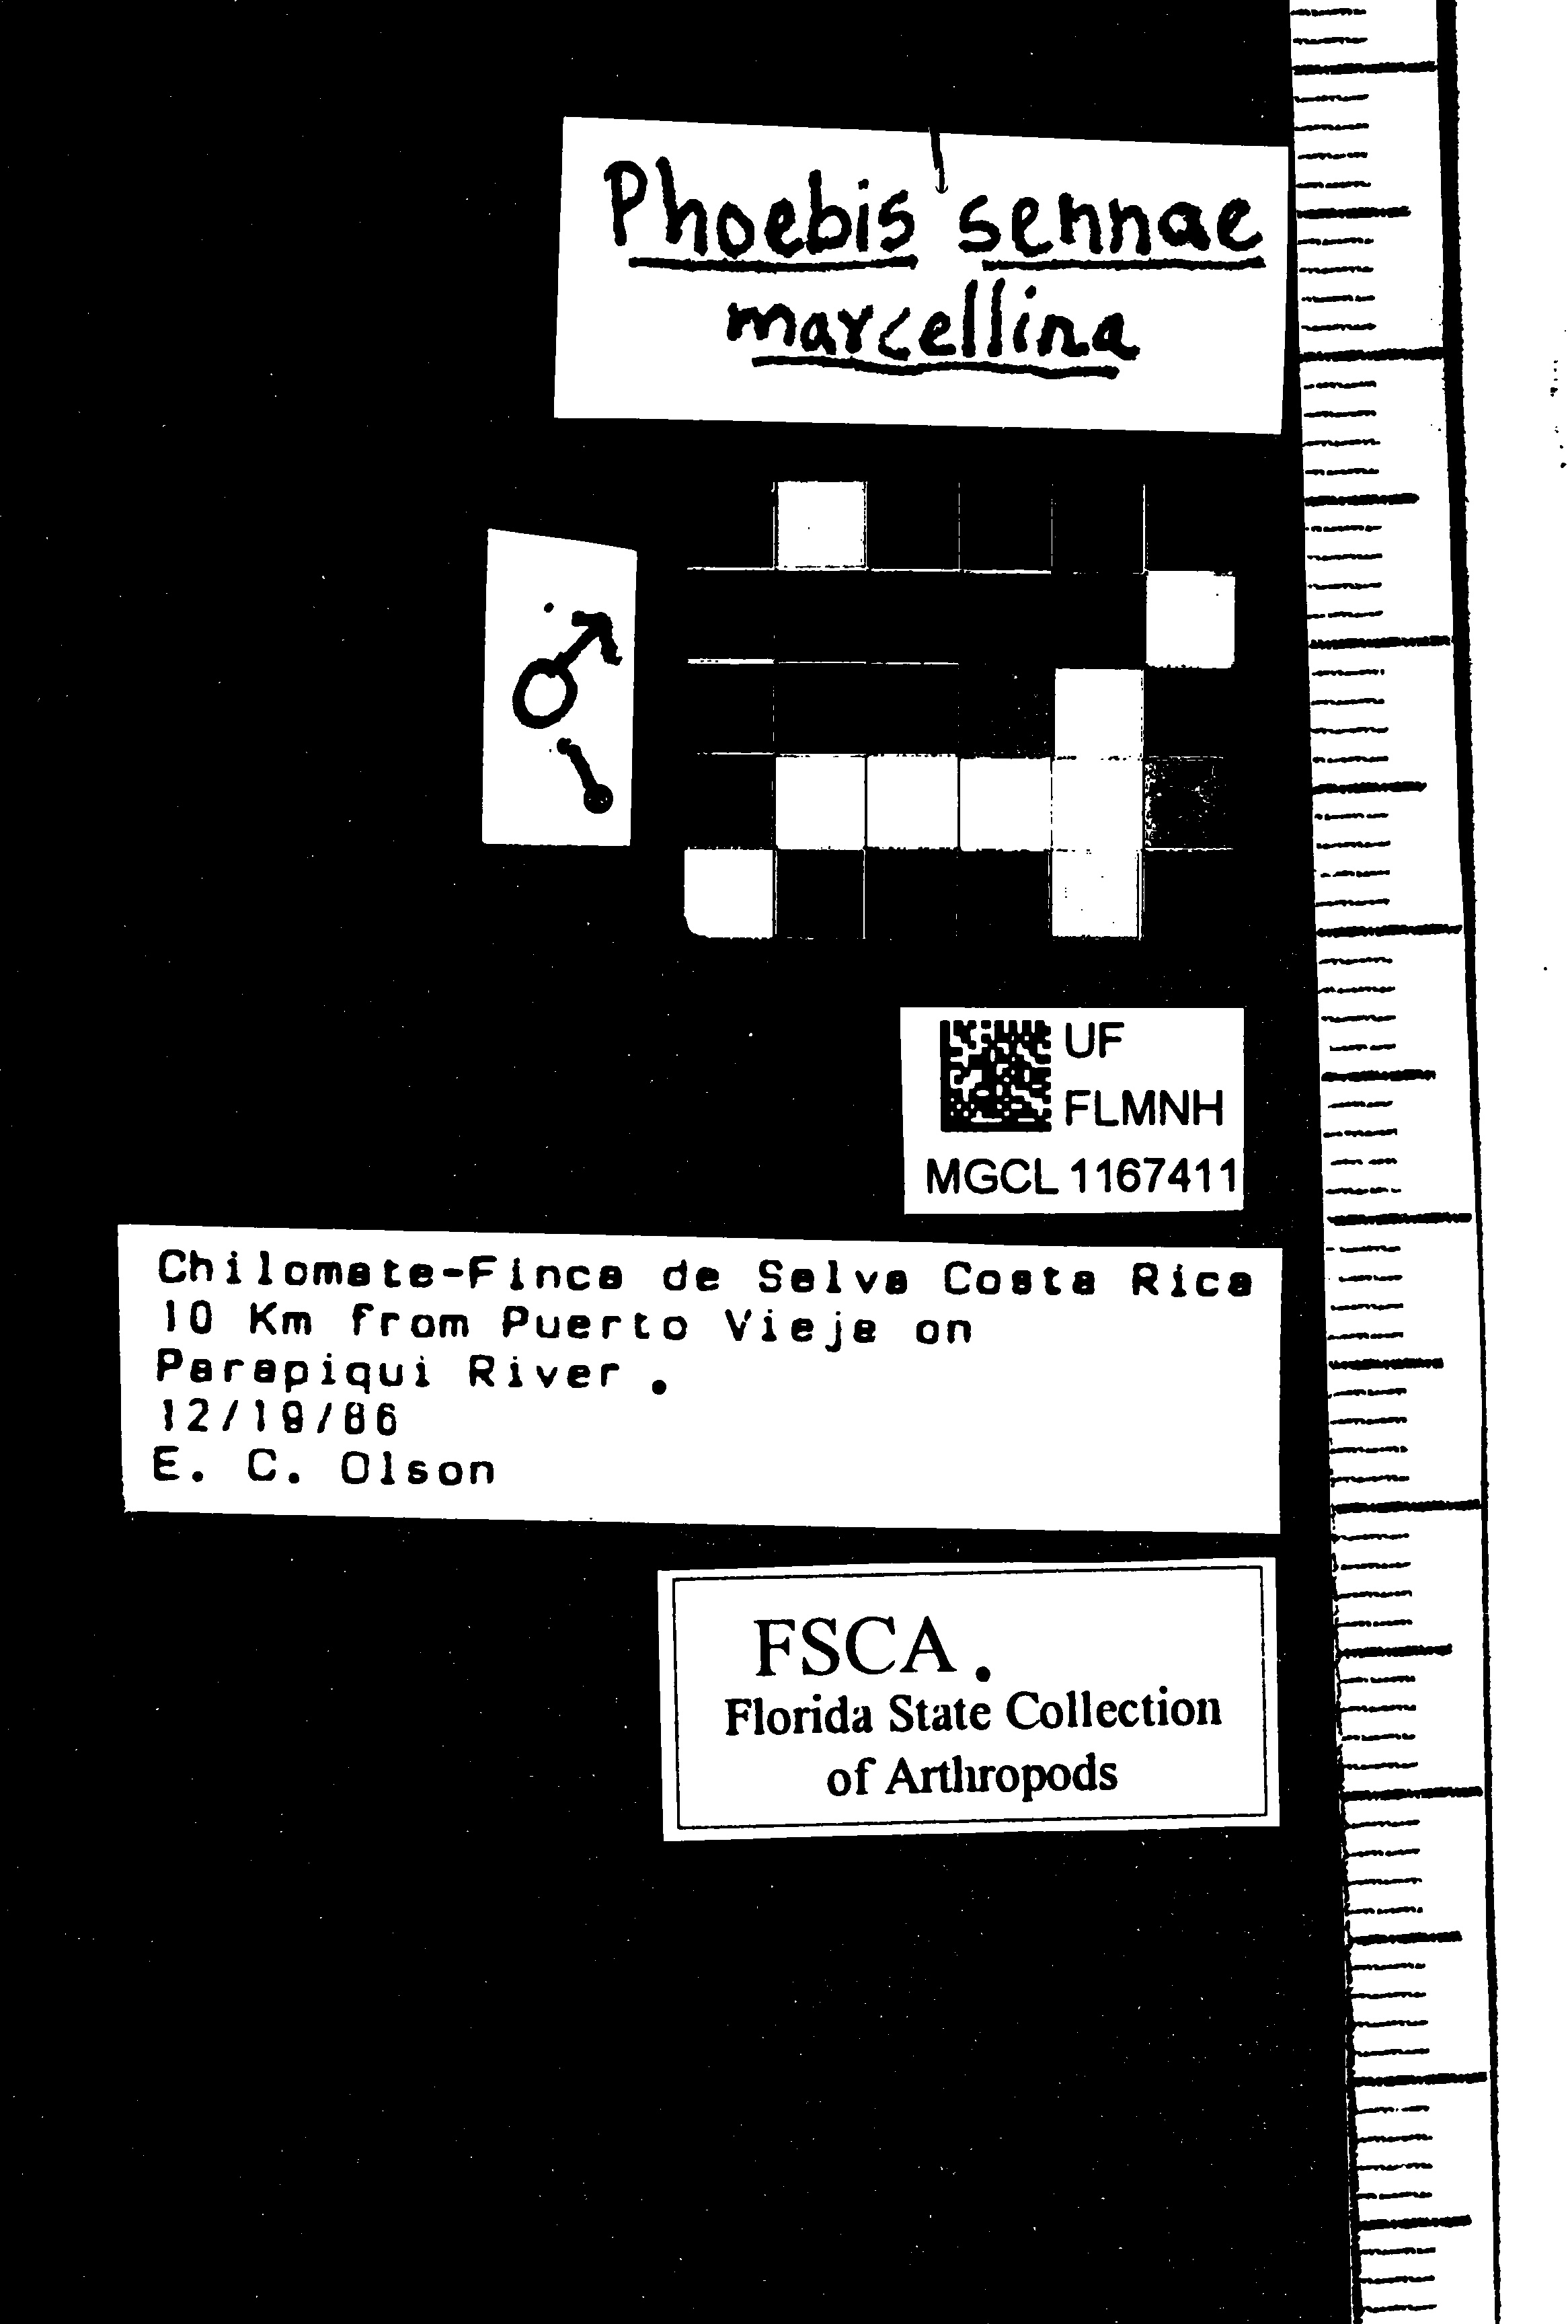 Phoebis sennae
marcellina
♂
UF
FLMNH
MGCL 1167411
Chilomate-Finca de Selva Costa Rica
10 Km from Puerto Vieja on
Parapiqui River .
12/19/86
E. C. Olson
FSCA.
Florida State Collection
of Arthropods